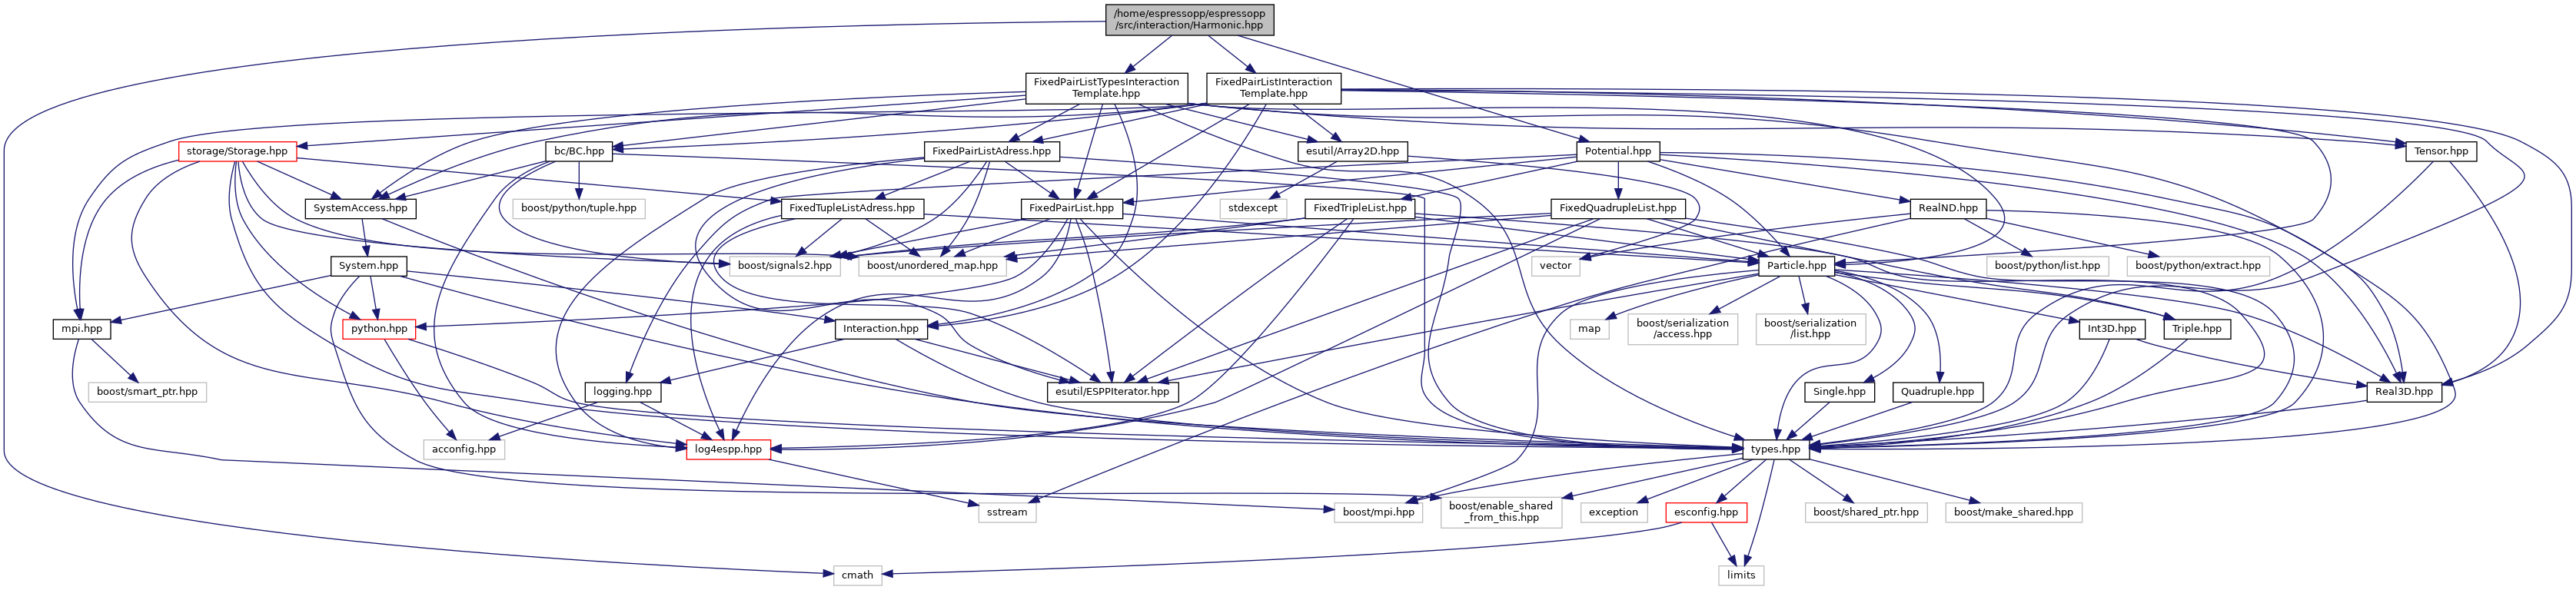 /home/espressopp/espressopp
/src/interaction/Harmonic.hpp
FixedPairListTypesInteraction
Template.hpp
FixedPairListInteraction
Template.hpp
storage/Storage.hpp
bc/BC.hpp
FixedPairListAdress.hpp
esutil/Array2D.hpp
Potential.hpp
Tensor.hpp
SystemAccess.hpp
boost/python/tuple.hpp
FixedTupleListAdress.hpp
FixedPairList.hpp
stdexcept
FixedTripleList.hpp
FixedQuadrupleList.hpp
RealND.hpp
System.hpp
boost/signals2.hpp
boost/unordered_map.hpp
vector
Particle.hpp
boost/python/list.hpp
boost/python/extract.hpp
mpi.hpp
python.hpp
Interaction.hpp
map
boost/serialization
/access.hpp
boost/serialization
/list.hpp
Int3D.hpp
Triple.hpp
boost/smart_ptr.hpp
logging.hpp
esutil/ESPPIterator.hpp
Single.hpp
Quadruple.hpp
Real3D.hpp
acconfig.hpp
log4espp.hpp
types.hpp
sstream
boost/mpi.hpp
boost/enable_shared
_from_this.hpp
exception
esconfig.hpp
boost/shared_ptr.hpp
boost/make_shared.hpp
cmath
limits